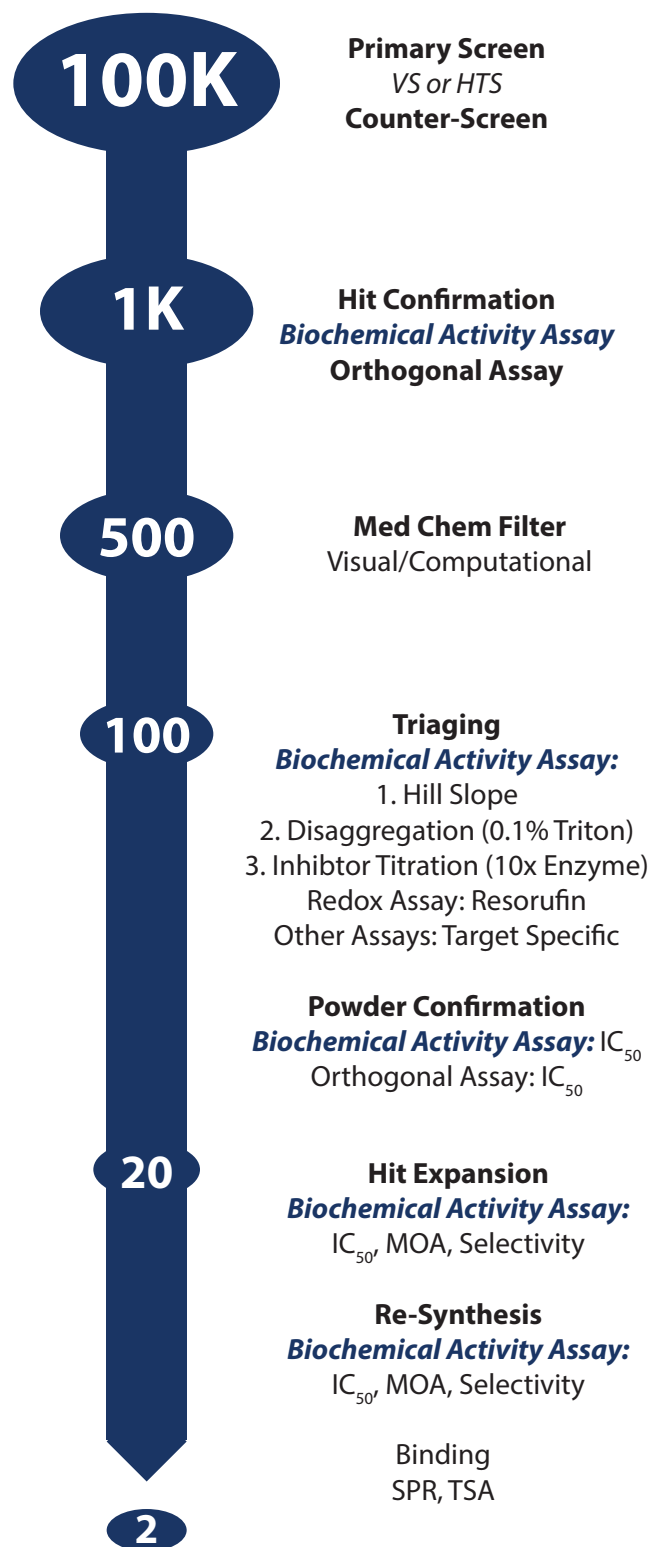 100K
Primary Screen
VS or HTS
Counter-Screen
1K
Hit Confirmation
Biochemical Activity Assay
Orthogonal Assay
500
Med Chem Filter
Visual/Computational
100
Triaging
Biochemical Activity Assay:
1. Hill Slope
2. Disaggregation (0.1% Triton)
3. Inhibtor Titration (10x Enzyme)
Redox Assay: Resorufin
Other Assays: Target Specific
Powder Confirmation
Biochemical Activity Assay: IC50
Orthogonal Assay: IC50
20
Hit Expansion
Biochemical Activity Assay:
IC50, MOA, Selectivity
Re-Synthesis
Biochemical Activity Assay:
IC50, MOA, Selectivity
Binding
SPR, TSA
2